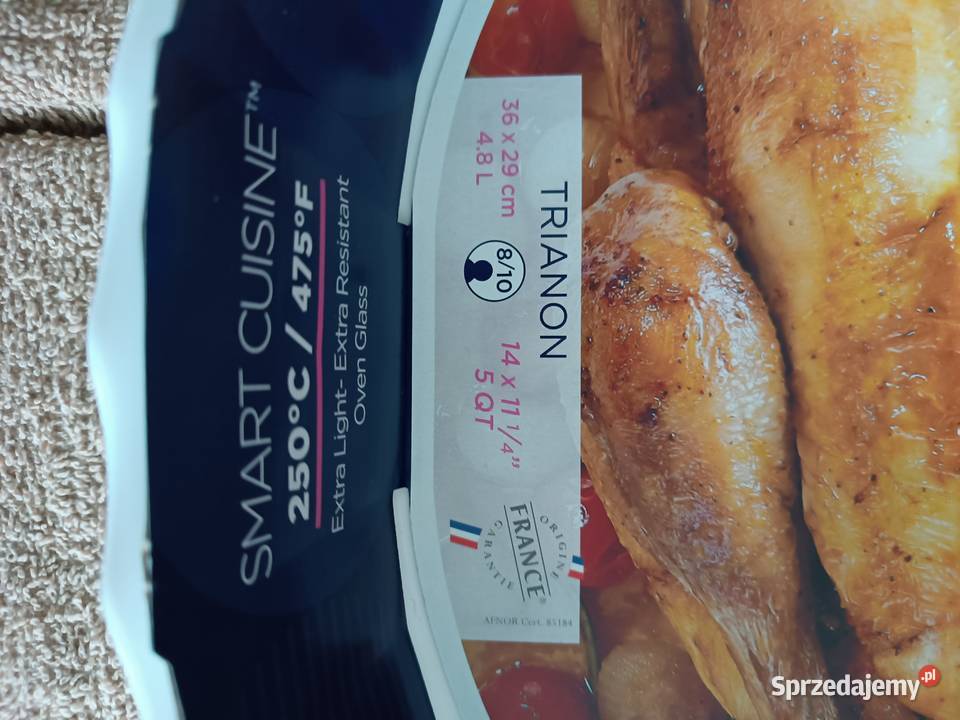 SMART CUISINE™
250°C / 475°F
Extra Light- Extra Resistant
Oven Glass
TRIANON
36 x 29 cm
4.8 L
8/10
14 x 11 1/4"
5 QT
ORIGINE
FRANCE®
GARANTIE
AFNOR Cert. 85184
Sprzedajemy.pl